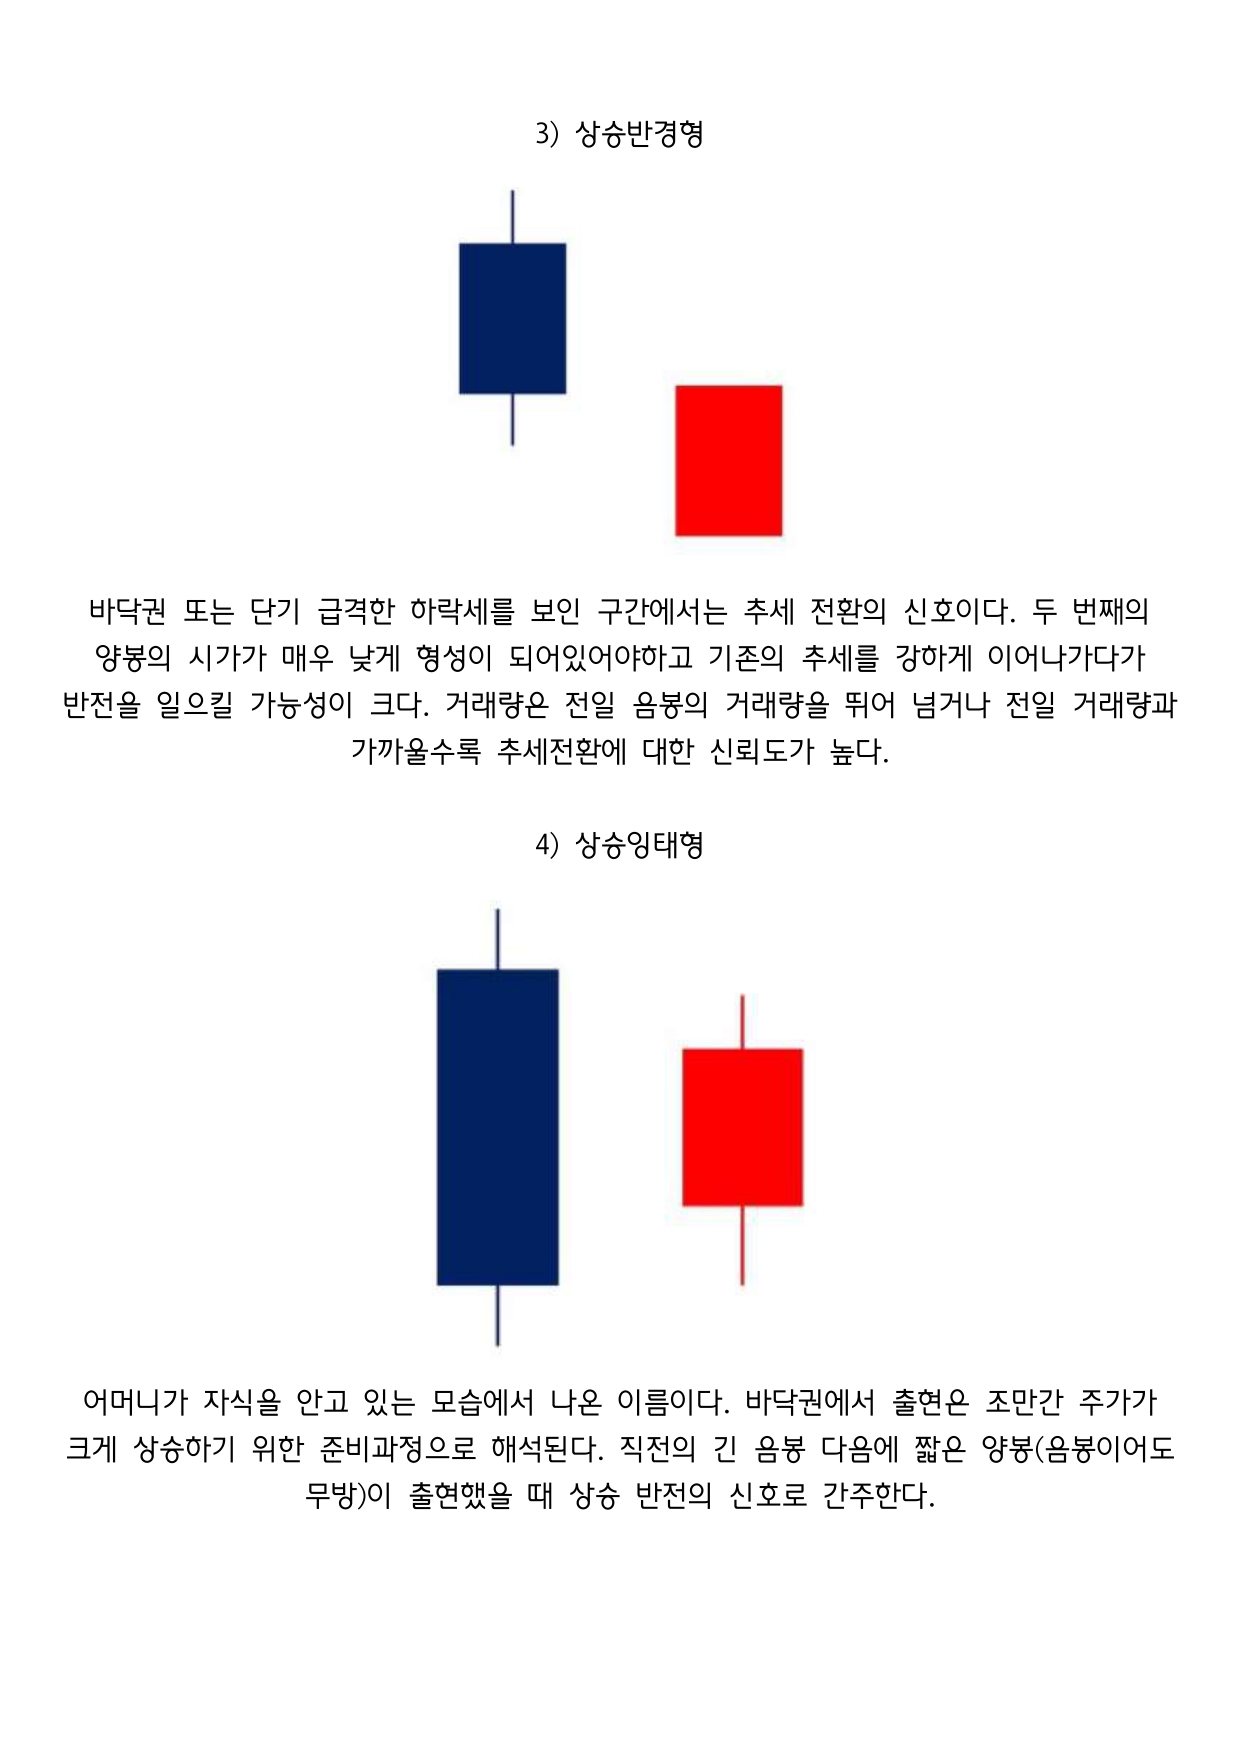 3) 상승반경형
바닥권 또는 단기 급격한 하락세를 보인 구간에서는 추세 전환의 신호이다. 두 번째의
양봉의 시가가 매우 낮게 형성이 되어있어야하고 기존의 추세를 강하게 이어나가다가
반전을 일으킬 가능성이 크다. 거래량은 전일 음봉의 거래량을 뛰어 넘거나 전일 거래량과
가까울수록 추세전환에 대한 신뢰도가 높다.
4) 상승잉태형
어머니가 자식을 안고 있는 모습에서 나온 이름이다. 바닥권에서 출현은 조만간 주가가
크게 상승하기 위한 준비과정으로 해석된다. 직전의 긴 음봉 다음에 짧은 양봉(음봉이어도
무방)이 출현했을 때 상승 반전의 신호로 간주한다.